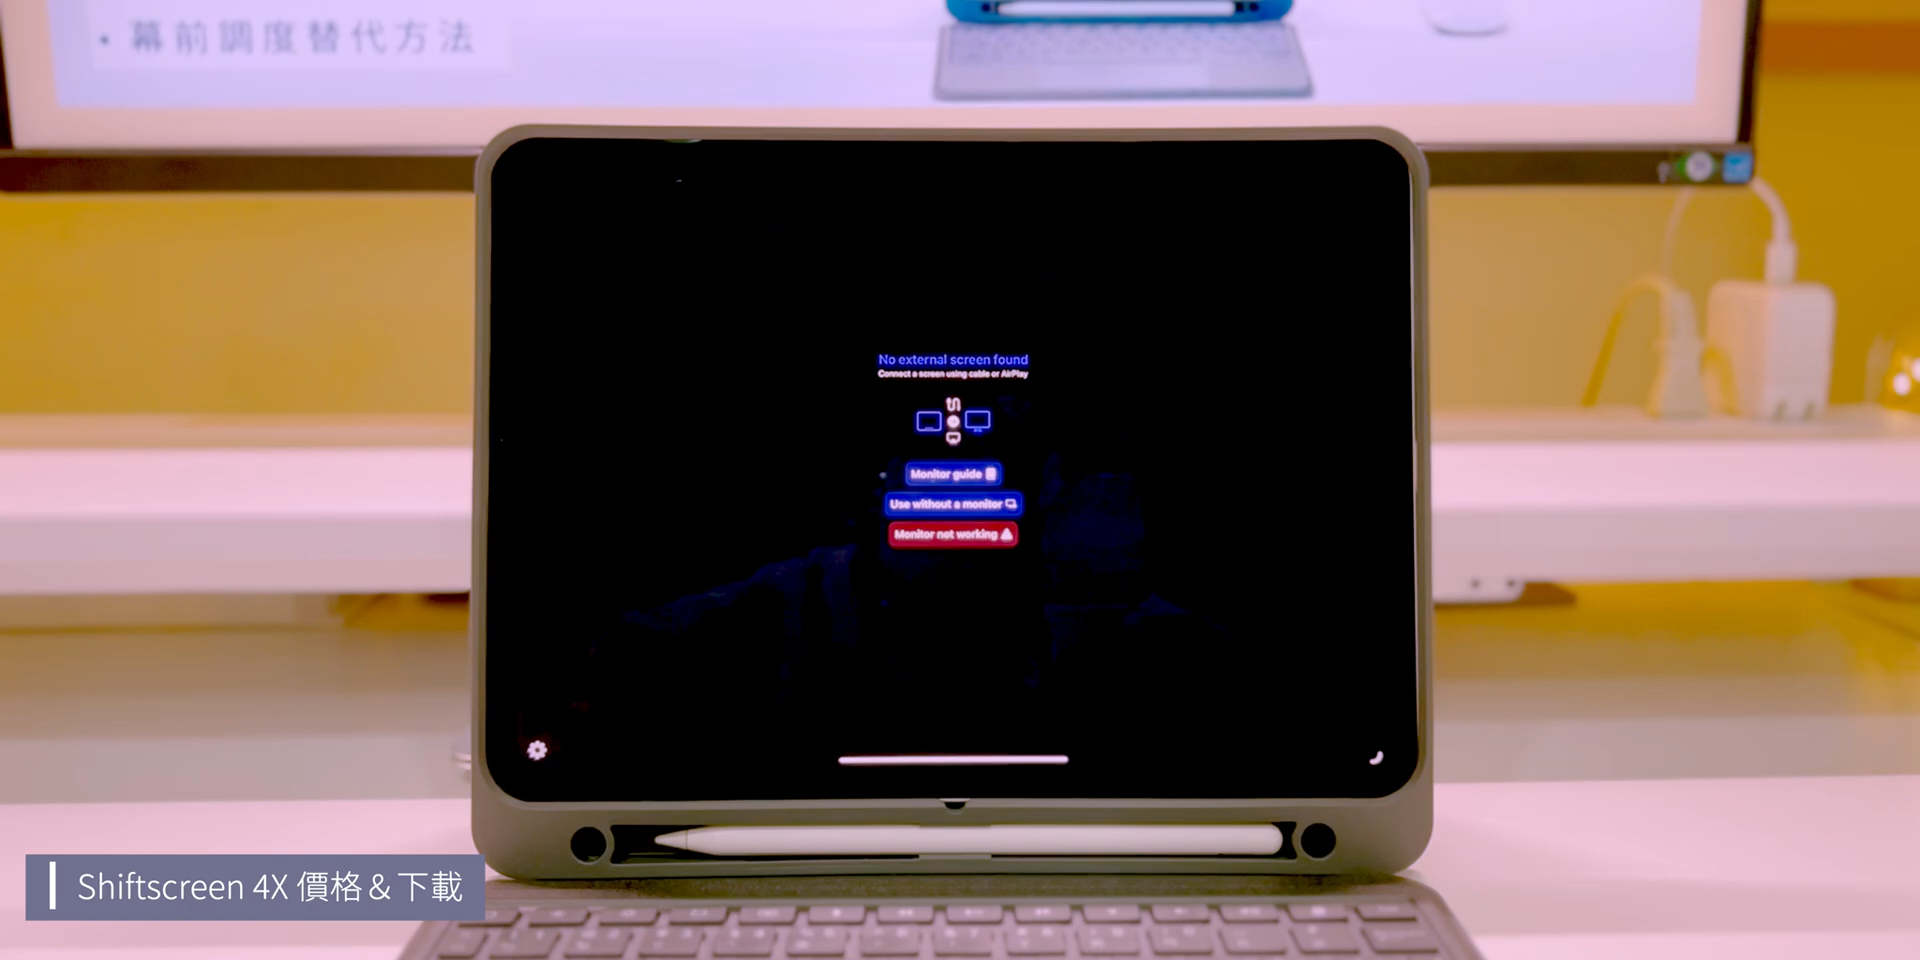 • 幕前調度替代方法
No external screen found
Connect a screen using cable or AirPlay
Monitor guide
Use without a monitor
Monitor not working
Shiftscreen 4X 價格 & 下載